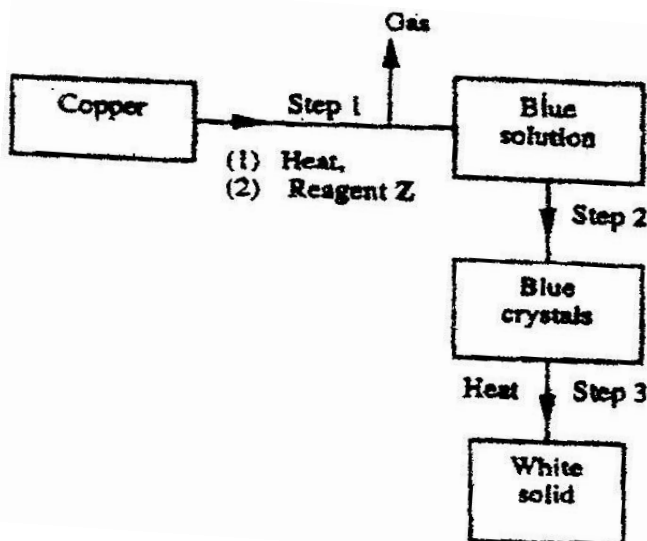 Gas
Copper
Step 1
(1) Heat,
(2) Reagent Z
Blue
solution
Step 2
Blue
crystals
Heat Step 3
White
solid